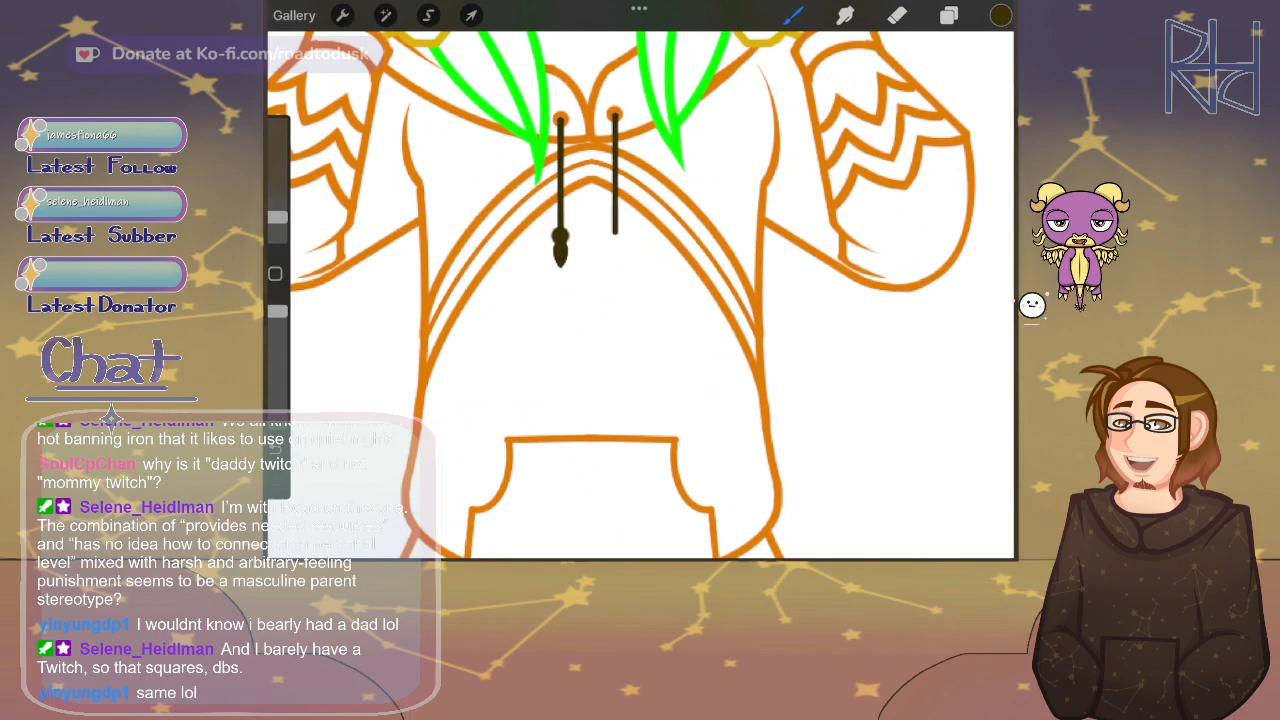 Gallery
Donate at Ko-fi.com/roadtodusk
RtD
jamesfiona66
Latest Follow
selene_heidlman
Latest Subber
Latest Donator
Chat
Selene_Heidlman We all
hot banning iron that it likes to use
SoulCpChan why is it "daddy twitch" and not
"mommy twitch"?
Selene_Heidlman I'm with
The combination of “provides
and “has no idea how to connect
level” mixed with harsh and arbitrary-feeling
punishment seems to be a masculine parent
stereotype?
yinyungdp1 I wouldnt know i bearly had a dad lol
Selene_Heidlman And I barely have a
Twitch, so that squares, dbs.
yinyungdp1 same lol